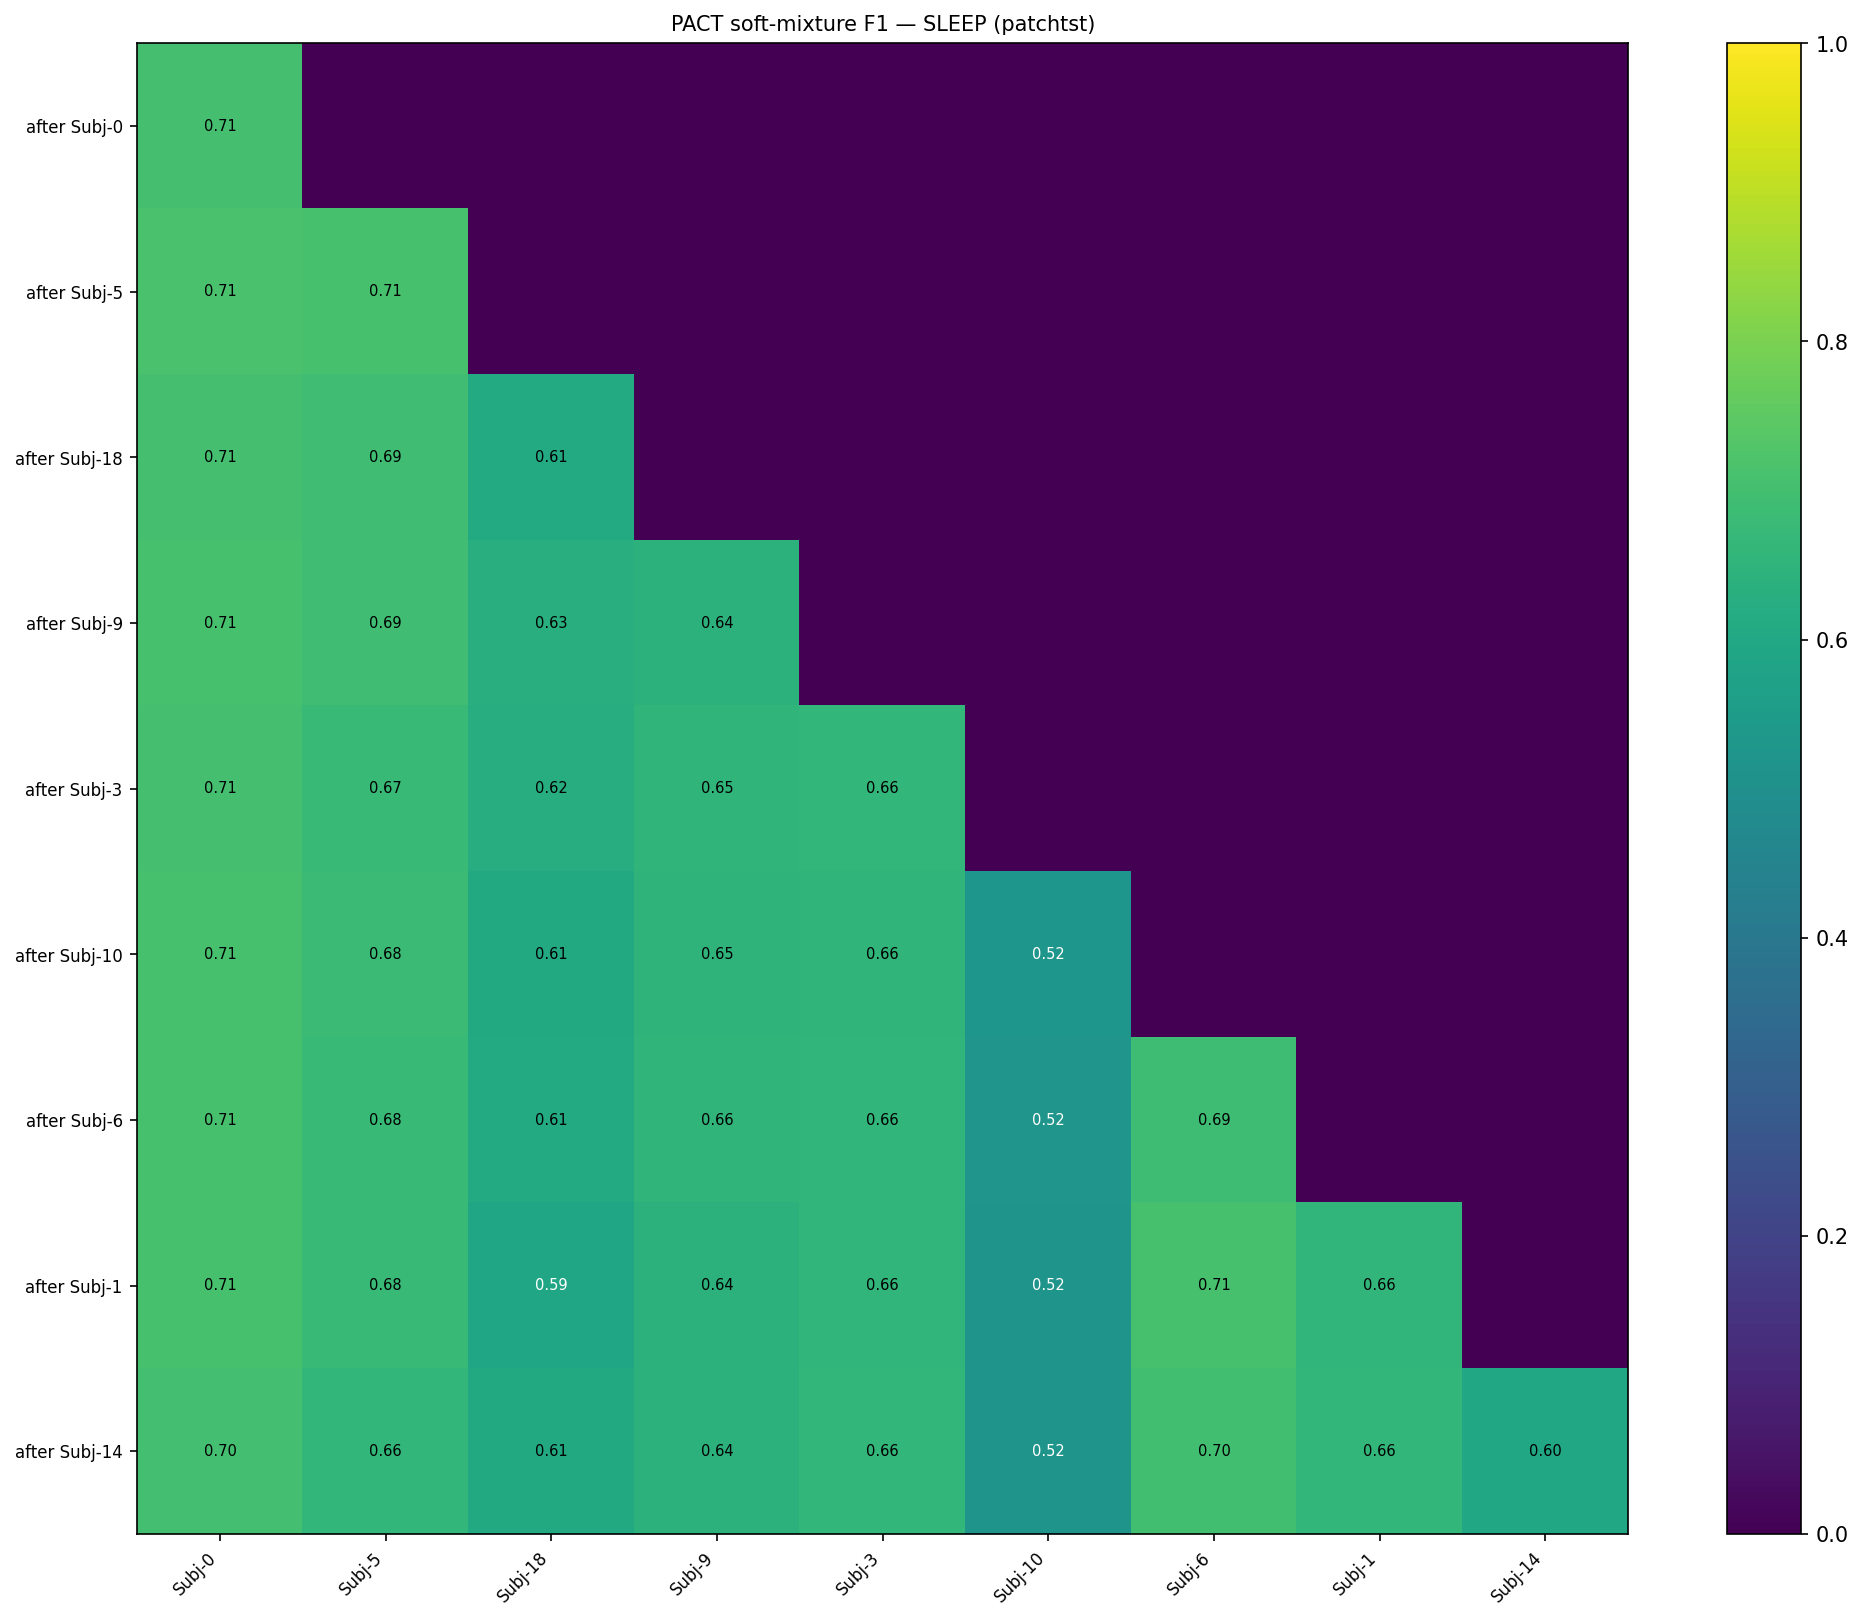 PACT soft-mixture F1 — SLEEP (patchtst)
after Subj-0 0.71
after Subj-5 0.71 0.71
after Subj-18 0.71 0.69 0.61
after Subj-9 0.71 0.69 0.63 0.64
after Subj-3 0.71 0.67 0.62 0.65 0.66
after Subj-10 0.71 0.68 0.61 0.65 0.66 0.52
after Subj-6 0.71 0.68 0.61 0.66 0.66 0.52 0.69
after Subj-1 0.71 0.68 0.59 0.64 0.66 0.52 0.71 0.66
after Subj-14 0.70 0.66 0.61 0.64 0.66 0.52 0.70 0.66 0.60
Subj-0 Subj-5 Subj-18 Subj-9 Subj-3 Subj-10 Subj-6 Subj-1 Subj-14
1.0
0.8
0.6
0.4
0.2
0.0